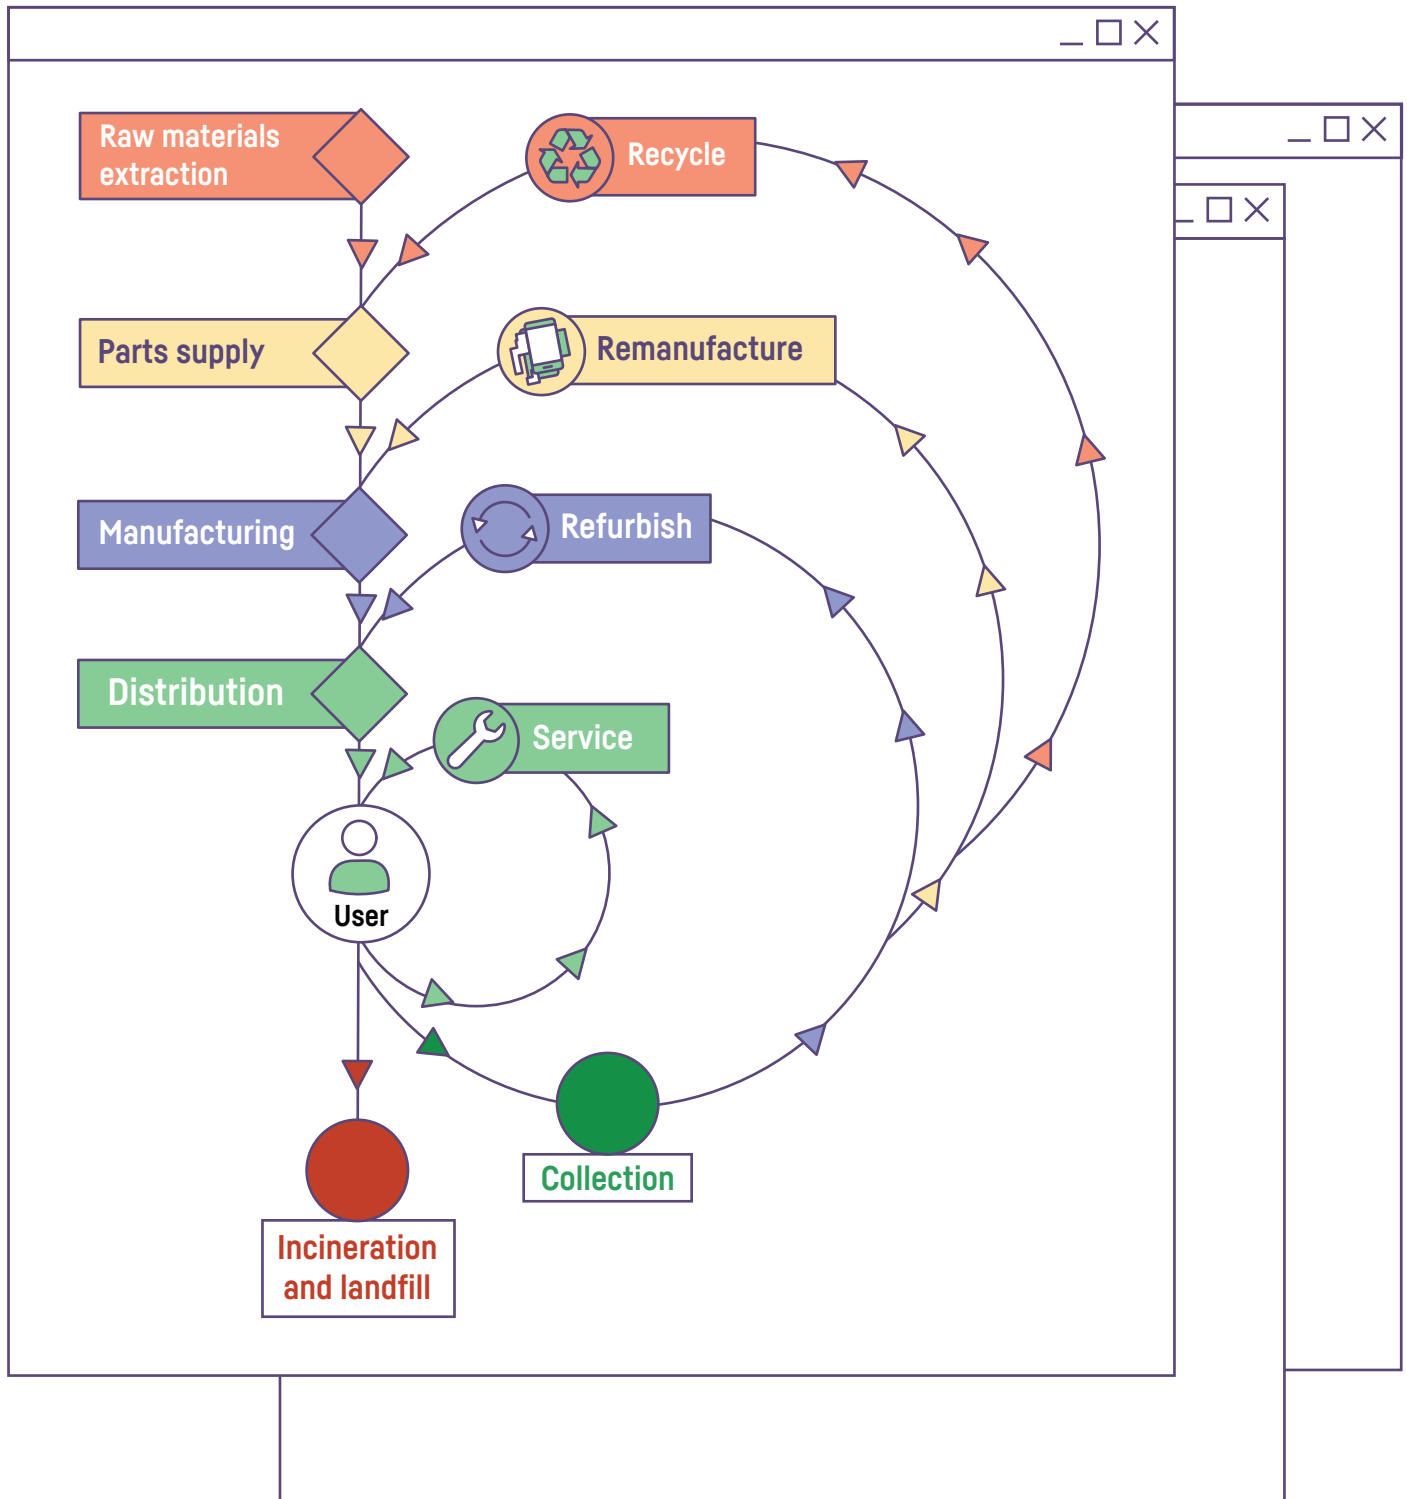 Raw materials
extraction
Recycle
Parts supply
Remanufacture
Manufacturing
Refurbish
Distribution
Service
User
Collection
Incineration
and landfill